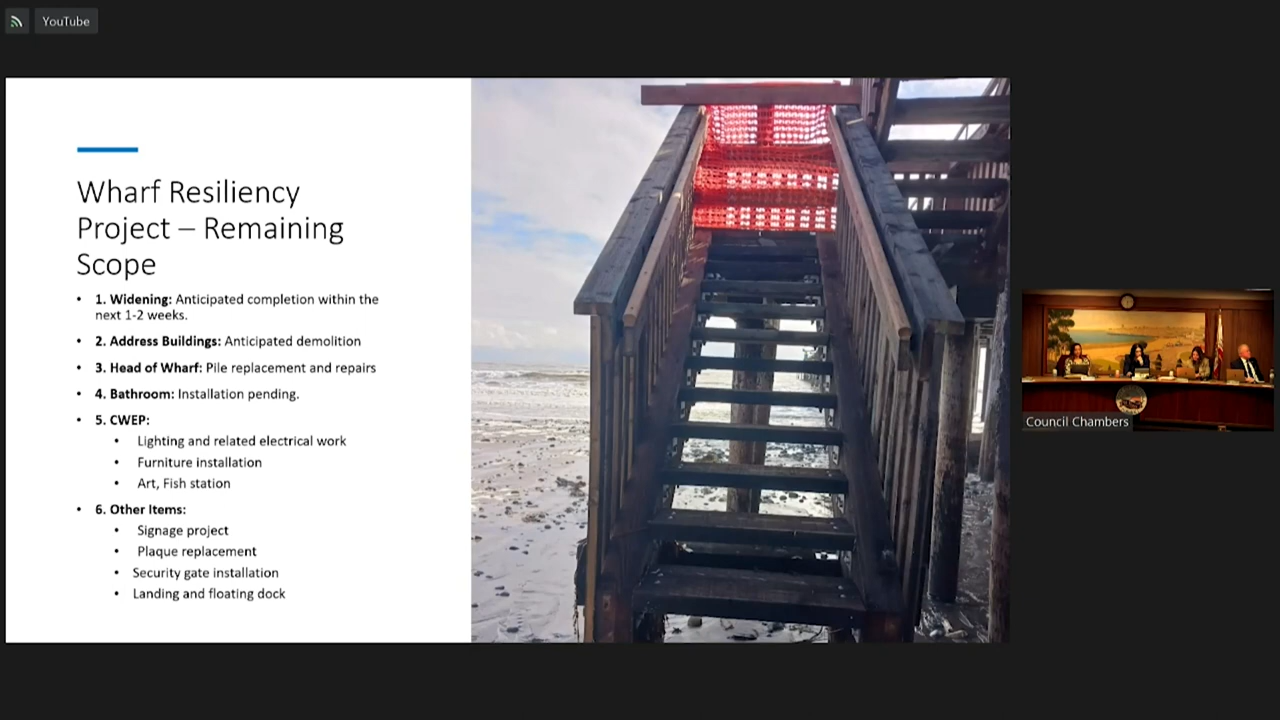 YouTube
Wharf Resiliency
Project – Remaining
Scope
• 1. Widening: Anticipated completion within the
next 1-2 weeks.
• 2. Address Buildings: Anticipated demolition
• 3. Head of Wharf: Pile replacement and repairs
• 4. Bathroom: Installation pending.
• 5. CWEP:
• Lighting and related electrical work
• Furniture installation
• Art, Fish station
• 6. Other Items:
• Signage project
• Plaque replacement
• Security gate installation
• Landing and floating dock
Council Chambers